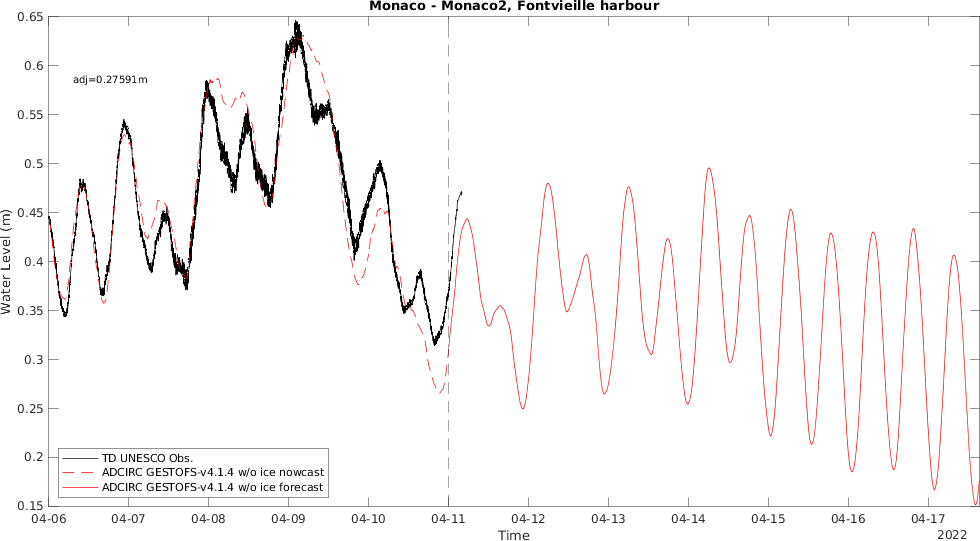 Monaco - Monaco2, Fontvieille harbour
0.65
0.6
0.55
0.5
0.45
0.4
0.35
0.3
0.25
0.2
0.15
Water Level (m)
adj=0.27591m
TD UNESCO Obs.
ADCIRC GESTOFS-v4.1.4 w/o ice nowcast
ADCIRC GESTOFS-v4.1.4 w/o ice forecast
04-06 04-07 04-08 04-09 04-10 04-11 04-12 04-13 04-14 04-15 04-16 04-17
Time
2022